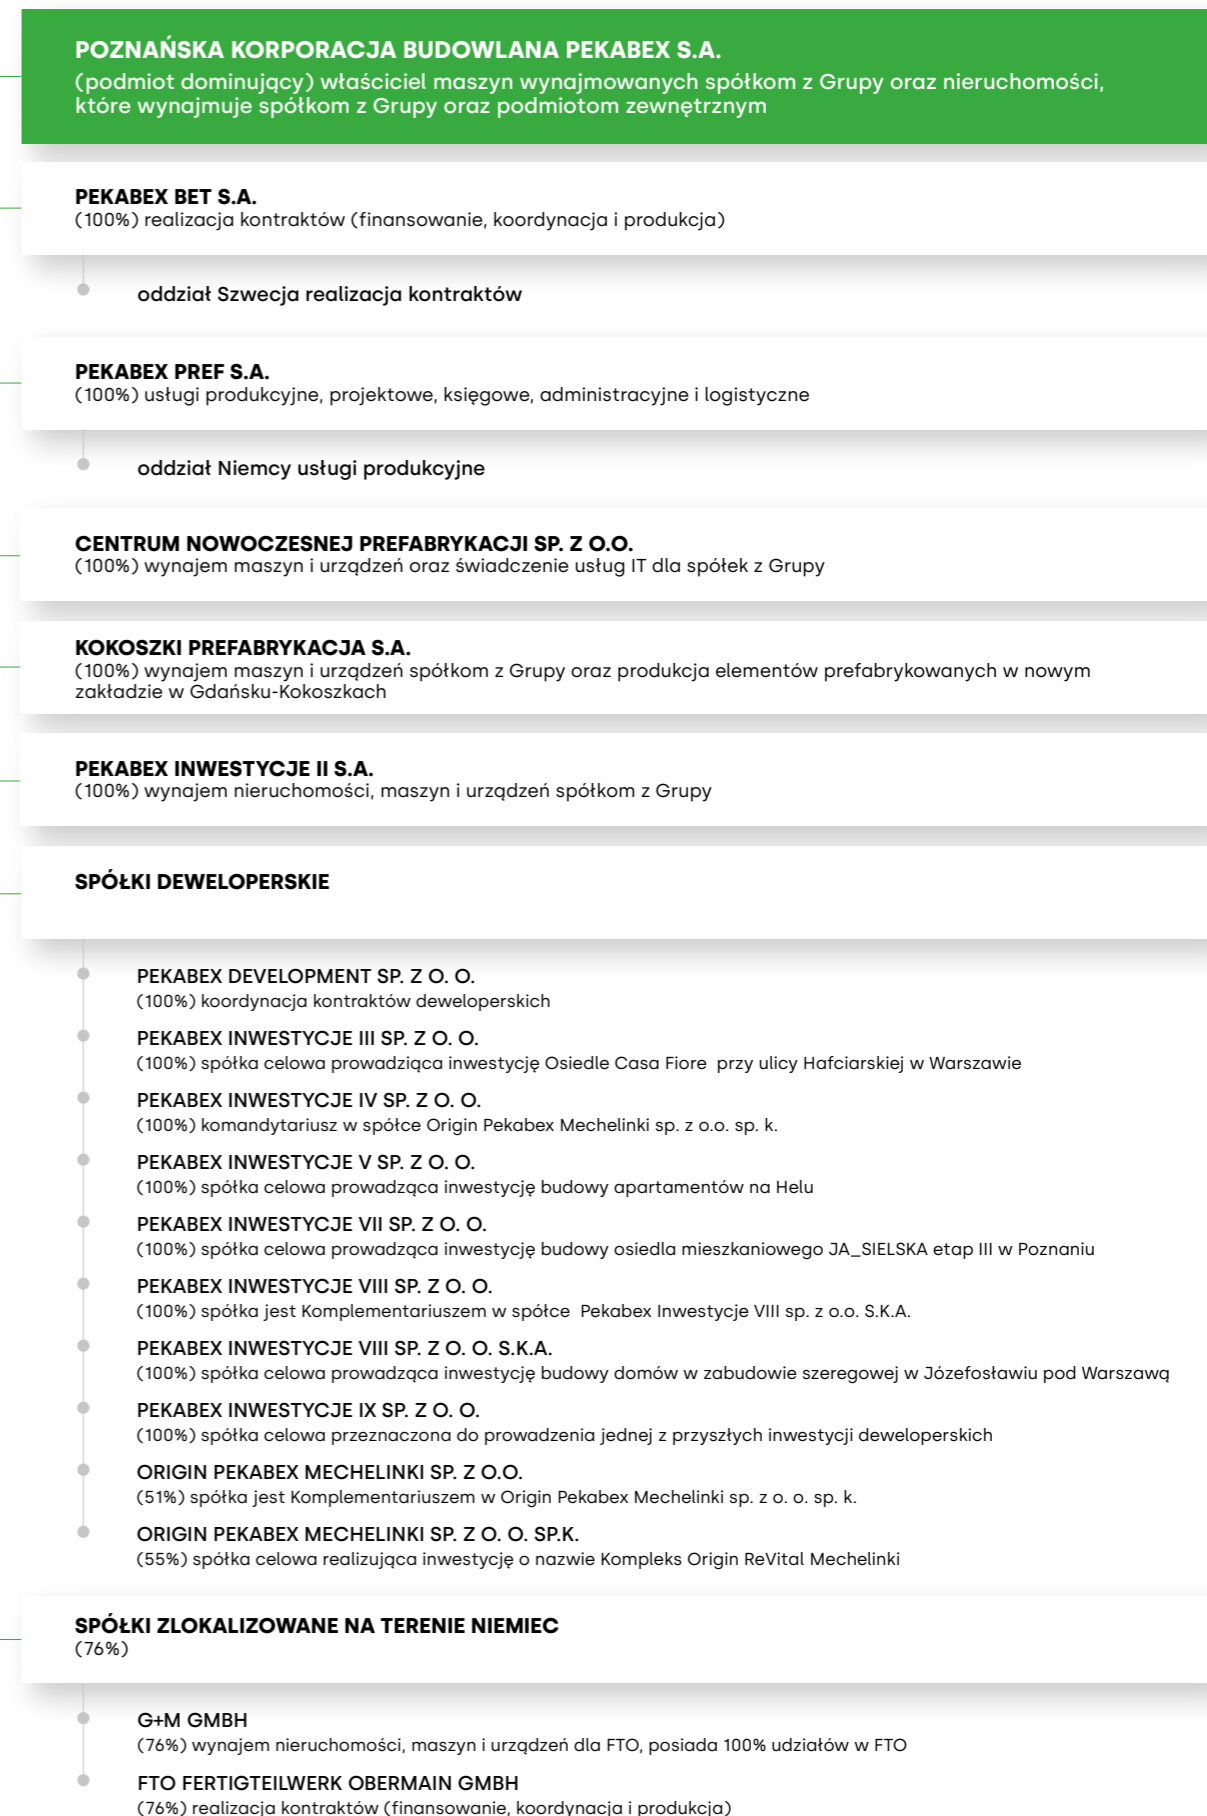 POZNAŃSKA KORPORACJA BUDOWLANA PEKABEX S.A.
(podmiot dominujący) właściciel maszyn wynajmowanych spółkom z Grupy oraz nieruchomości,
które wynajmuje spółkom z Grupy oraz podmiotom zewnętrznym
PEKABEX BET S.A.
(100%) realizacja kontraktów (finansowanie, koordynacja i produkcja)
oddział Szwecja realizacja kontraktów
PEKABEX PREF S.A.
(100%) usługi produkcyjne, projektowe, księgowe, administracyjne i logistyczne
oddział Niemcy usługi produkcyjne
CENTRUM NOWOCZESNEJ PREFABRYKACJI SP. Z O.O.
(100%) wynajem maszyn i urządzeń oraz świadczenie usług IT dla spółek z Grupy
KOKOSZKI PREFABRYKACJA S.A.
(100%) wynajem maszyn i urządzeń spółkom z Grupy oraz produkcja elementów prefabrykowanych w nowym
zakładzie w Gdańsku-Kokoszkach
PEKABEX INWESTYCJE II S.A.
(100%) wynajem nieruchomości, maszyn i urządzeń spółkom z Grupy
SPÓŁKI DEWELOPERSKIE
PEKABEX DEVELOPMENT SP. Z O. O.
(100%) koordynacja kontraktów deweloperskich
PEKABEX INWESTYCJE III SP. Z O. O.
(100%) spółka celowa prowadziąca inwestycję Osiedle Casa Fiore przy ulicy Hafciarskiej w Warszawie
PEKABEX INWESTYCJE IV SP. Z O. O.
(100%) komandytariusz w spółce Origin Pekabex Mechelinki sp. z o.o. sp. k.
PEKABEX INWESTYCJE V SP. Z O. O.
(100%) spółka celowa prowadząca inwestycję budowy apartamentów na Helu
PEKABEX INWESTYCJE VII SP. Z O. O.
(100%) spółka celowa prowadząca inwestycję budowy osiedla mieszkaniowego JA_SIELSKA etap III w Poznaniu
PEKABEX INWESTYCJE VIII SP. Z O. O.
(100%) spółka jest Komplementariuszem w spółce Pekabex Inwestycje VIII sp. z o.o. S.K.A.
PEKABEX INWESTYCJE VIII SP. Z O. O. S.K.A.
(100%) spółka celowa prowadząca inwestycję budowy domów w zabudowie szeregowej w Józefosławiu pod Warszawą
PEKABEX INWESTYCJE IX SP. Z O. O.
(100%) spółka celowa przeznaczona do prowadzenia jednej z przyszłych inwestycji deweloperskich
ORIGIN PEKABEX MECHELINKI SP. Z O.O.
(51%) spółka jest Komplementariuszem w Origin Pekabex Mechelinki sp. z o. o. sp. k.
ORIGIN PEKABEX MECHELINKI SP. Z O. O. SP.K.
(55%) spółka celowa realizująca inwestycję o nazwie Kompleks Origin ReVital Mechelinki
SPÓŁKI ZLOKALIZOWANE NA TERENIE NIEMIEC
(76%)
G+M GMBH
(76%) wynajem nieruchomości, maszyn i urządzeń dla FTO, posiada 100% udziałów w FTO
FTO FERTIGTEILWERK OBERMAIN GMBH
(76%) realizacja kontraktów (finansowanie, koordynacja i produkcja)